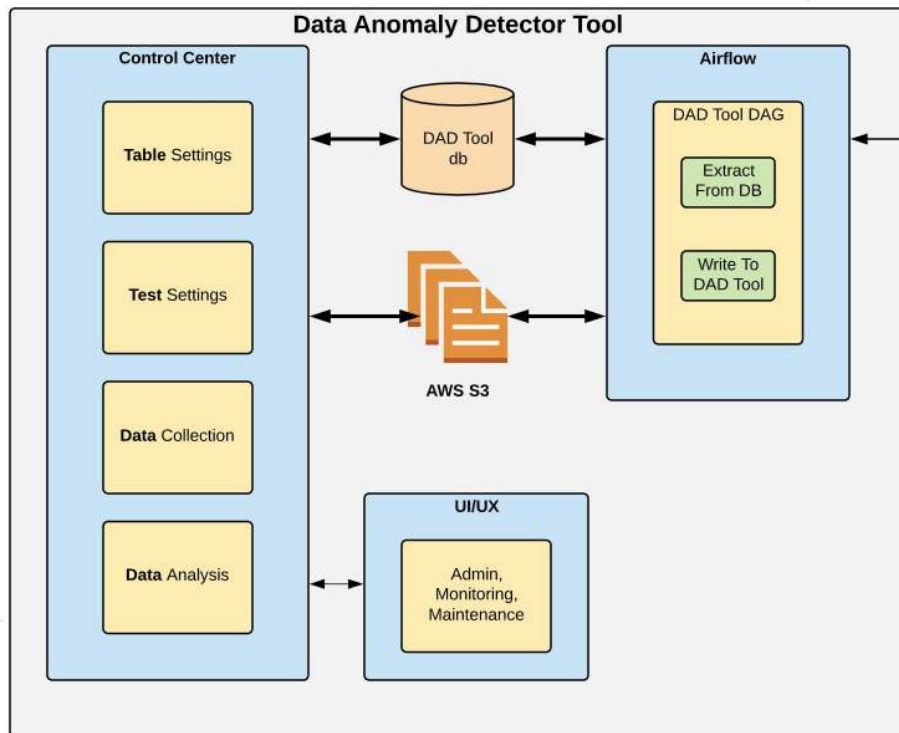 Data Anomaly Detector Tool
Control Center
Table Settings
Test Settings
Data Collection
Data Analysis
DAD Tool
db
AWS S3
UI/UX
Admin,
Monitoring,
Maintenance
Airflow
DAD Tool DAG
Extract
From DB
Write To
DAD Tool